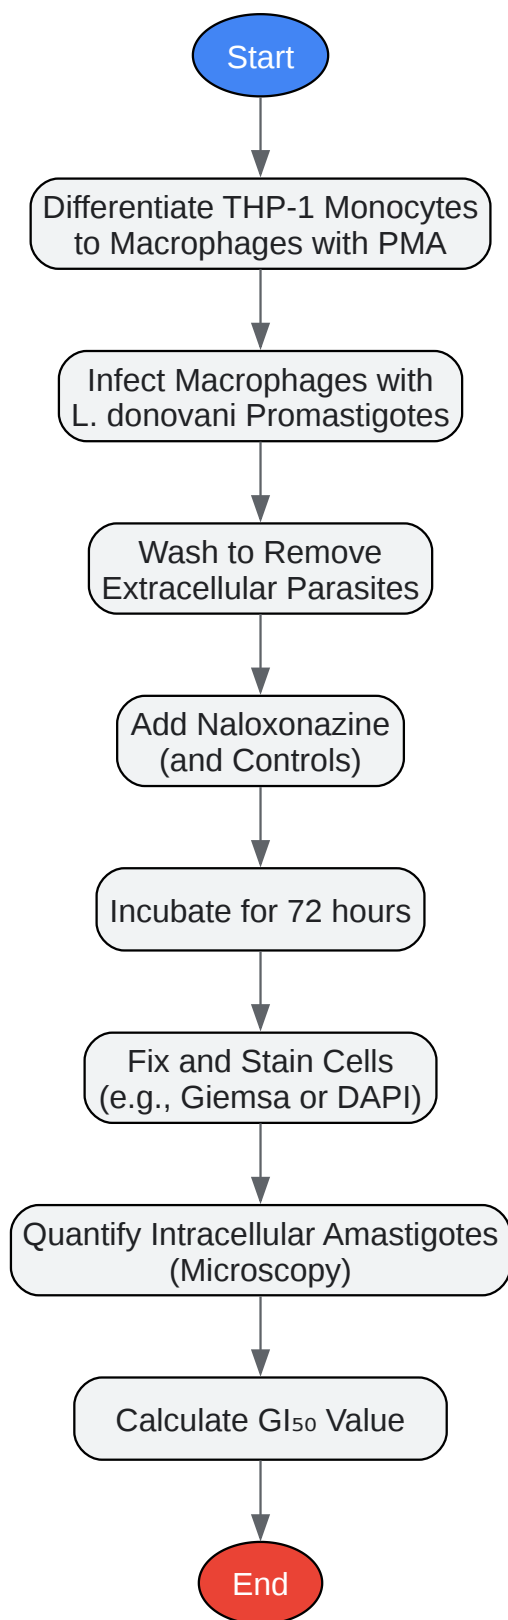 Start
Differentiate THP-1 Monocytes
to Macrophages with PMA
Infect Macrophages with
L. donovani Promastigotes
Wash to Remove
Extracellular Parasites
Add Naloxonazine
(and Controls)
Incubate for 72 hours
Fix and Stain Cells
(e.g., Giemsa or DAPI)
Quantify Intracellular Amastigotes
(Microscopy)
Calculate GI₅₀ Value
End